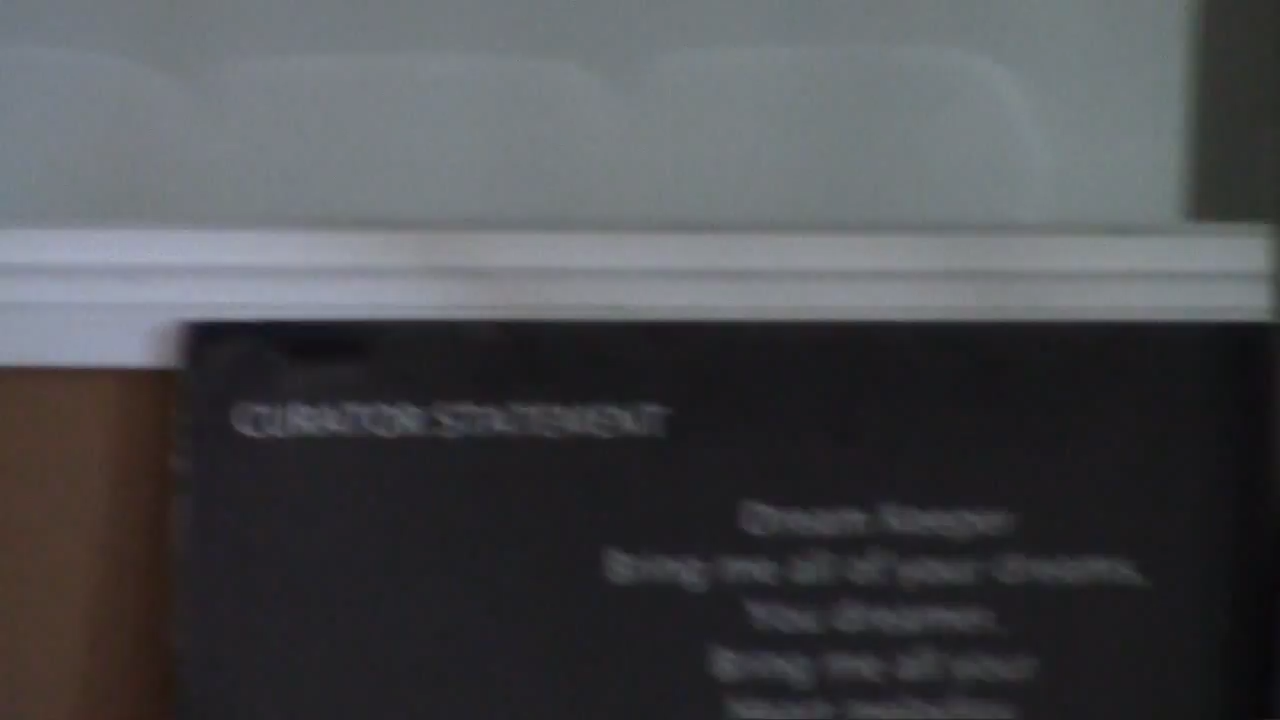 CURATOR STATEMENT
Dream Keeper
Bring me all of your dreams,
You dreamer,
Bring me all your